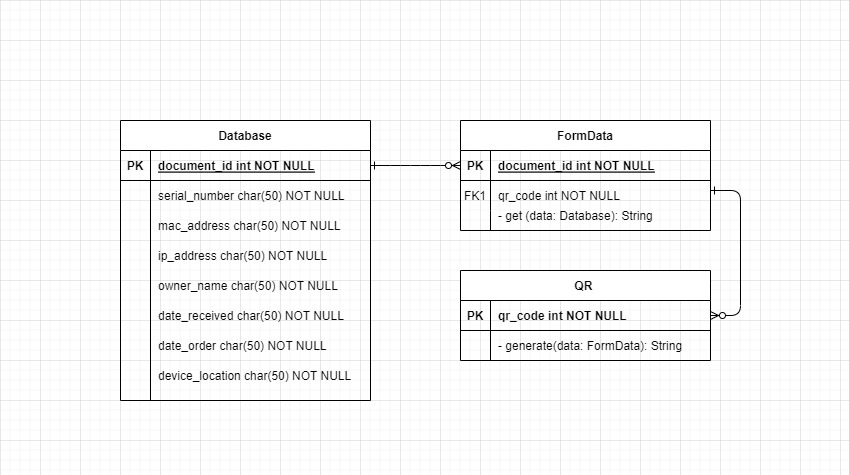 Database
PK document_id int NOT NULL
serial_number char(50) NOT NULL
mac_address char(50) NOT NULL
ip_address char(50) NOT NULL
owner_name char(50) NOT NULL
date_received char(50) NOT NULL
date_order char(50) NOT NULL
device_location char(50) NOT NULL
FormData
PK document_id int NOT NULL
FK1 qr_code int NOT NULL
- get (data: Database): String
QR
PK qr_code int NOT NULL
- generate(data: FormData): String